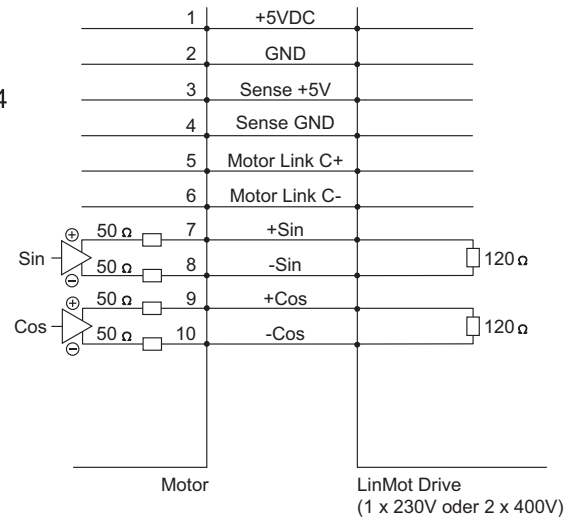 1 +5VDC
2 GND
3 Sense +5V
4
4 Sense GND
5 Motor Link C+
6 Motor Link C-
⊕ 50 Ω 7 +Sin
Sin 120 Ω
⊖ 50 Ω 8 -Sin
⊕ 50 Ω 9 +Cos
Cos 120 Ω
⊖ 50 Ω 10 -Cos
Motor LinMot Drive
(1 x 230V oder 2 x 400V)